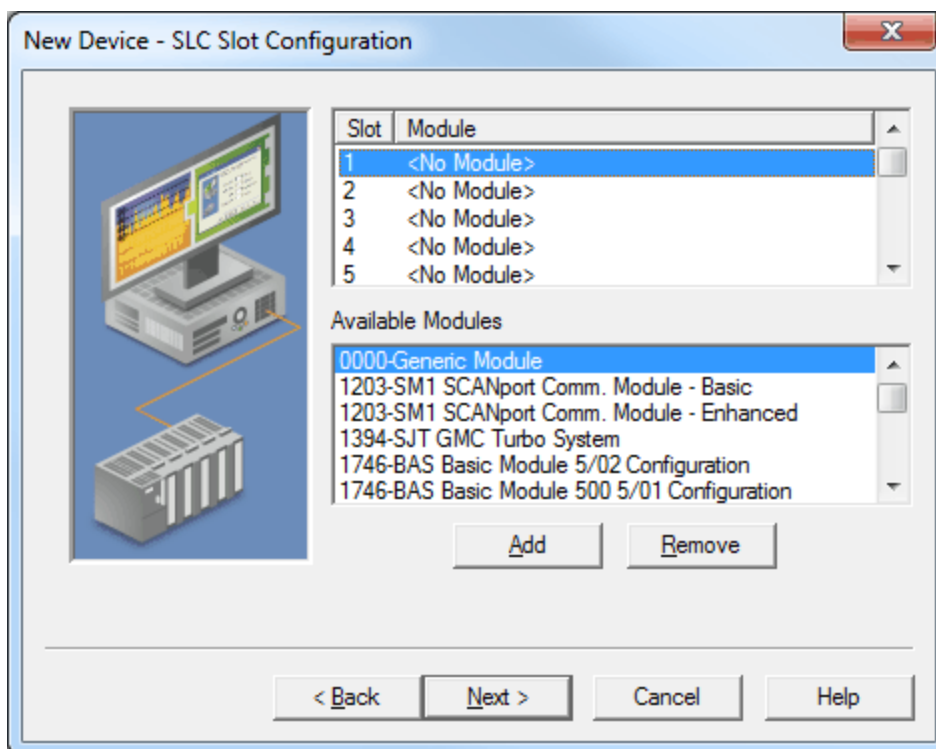 New Device - SLC Slot Configuration
Slot Module
1 <No Module>
2 <No Module>
3 <No Module>
4 <No Module>
5 <No Module>
Available Modules
0000-Generic Module
1203-SM1 SCANport Comm. Module - Basic
1203-SM1 SCANport Comm. Module - Enhanced
1394-SJT GMC Turbo System
1746-BAS Basic Module 5/02 Configuration
1746-BAS Basic Module 500 5/01 Configuration
Add Remove
< Back Next > Cancel Help